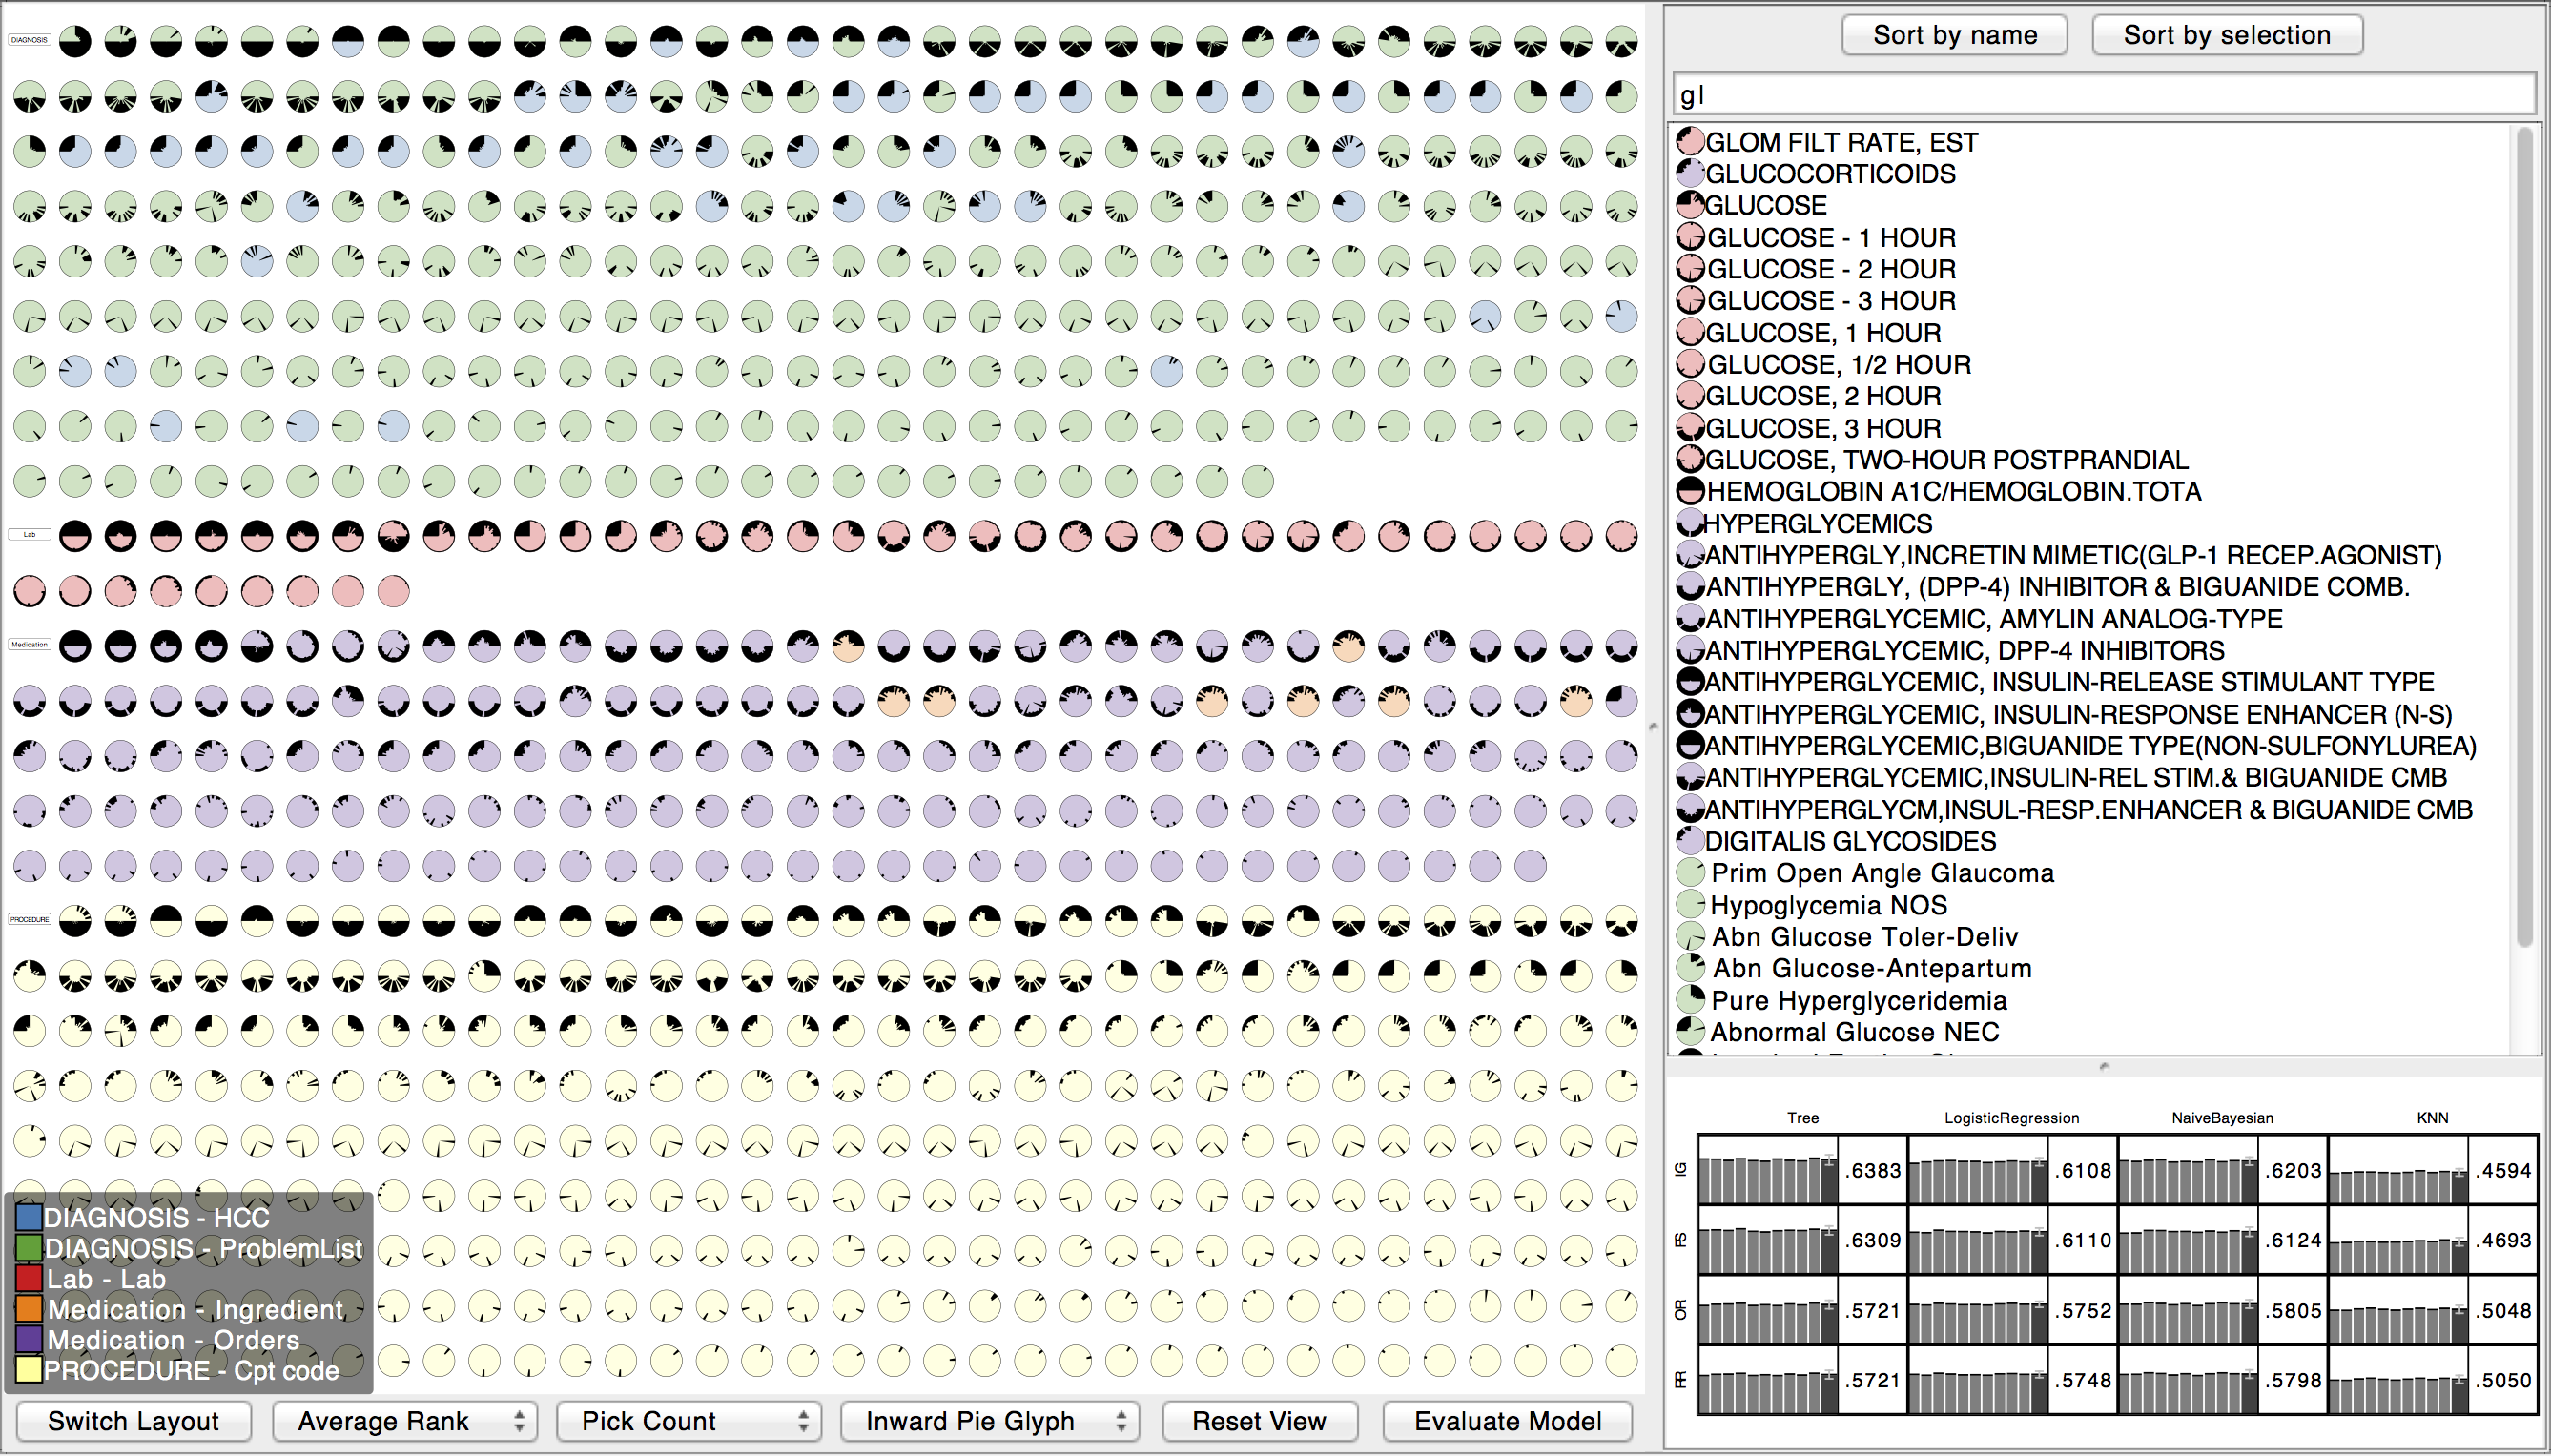 DIAGNOSIS
Lab
Medication
PROCEDURE
DIAGNOSIS - HCC
DIAGNOSIS - ProblemList
Lab - Lab
Medication - Ingredient
Medication - Orders
PROCEDURE - Cpt code
Switch Layout
Average Rank
Pick Count
Inward Pie Glyph
Reset View
Evaluate Model
Sort by name
Sort by selection
gl
GLOM FILT RATE, EST
GLUCOCORTICOIDS
GLUCOSE
GLUCOSE - 1 HOUR
GLUCOSE - 2 HOUR
GLUCOSE - 3 HOUR
GLUCOSE, 1 HOUR
GLUCOSE, 1/2 HOUR
GLUCOSE, 2 HOUR
GLUCOSE, 3 HOUR
GLUCOSE, TWO-HOUR POSTPRANDIAL
HEMOGLOBIN A1C/HEMOGLOBIN.TOTA
HYPERGLYCEMICS
ANTIHYPERGLY,INCRETIN MIMETIC(GLP-1 RECEP.AGONIST)
ANTIHYPERGLY, (DPP-4) INHIBITOR & BIGUANIDE COMB.
ANTIHYPERGLYCEMIC, AMYLIN ANALOG-TYPE
ANTIHYPERGLYCEMIC, DPP-4 INHIBITORS
ANTIHYPERGLYCEMIC, INSULIN-RELEASE STIMULANT TYPE
ANTIHYPERGLYCEMIC, INSULIN-RESPONSE ENHANCER (N-S)
ANTIHYPERGLYCEMIC,BIGUANIDE TYPE(NON-SULFONYLUREA)
ANTIHYPERGLYCEMIC,INSULIN-REL STIM.& BIGUANIDE CMB
ANTIHYPERGLYCM,INSUL-RESP.ENHANCER & BIGUANIDE CMB
DIGITALIS GLYCOSIDES
Prim Open Angle Glaucoma
Hypoglycemia NOS
Abn Glucose Toler-Deliv
Abn Glucose-Antepartum
Pure Hyperglyceridemia
Abnormal Glucose NEC
Tree LogisticRegression NaiveBayesian KNN
IG .6383 .6108 .6203 .4594
FS .6309 .6110 .6124 .4693
OR .5721 .5752 .5805 .5048
RR .5721 .5748 .5798 .5050